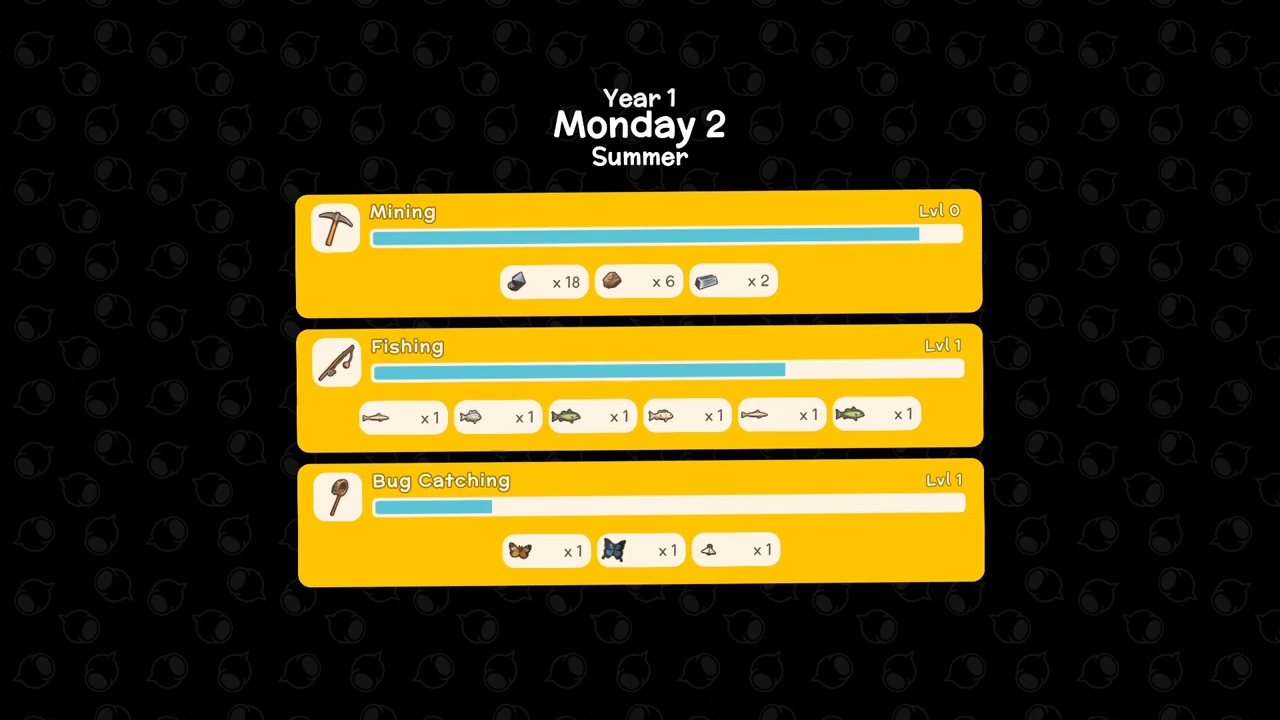 Year 1
Monday 2
Summer
Mining Lvl 0
x 18 x 6 x 2
Fishing Lvl 1
x 1 x 1 x 1 x 1 x 1 x 1
Bug Catching Lvl 1
x 1 x 1 x 1